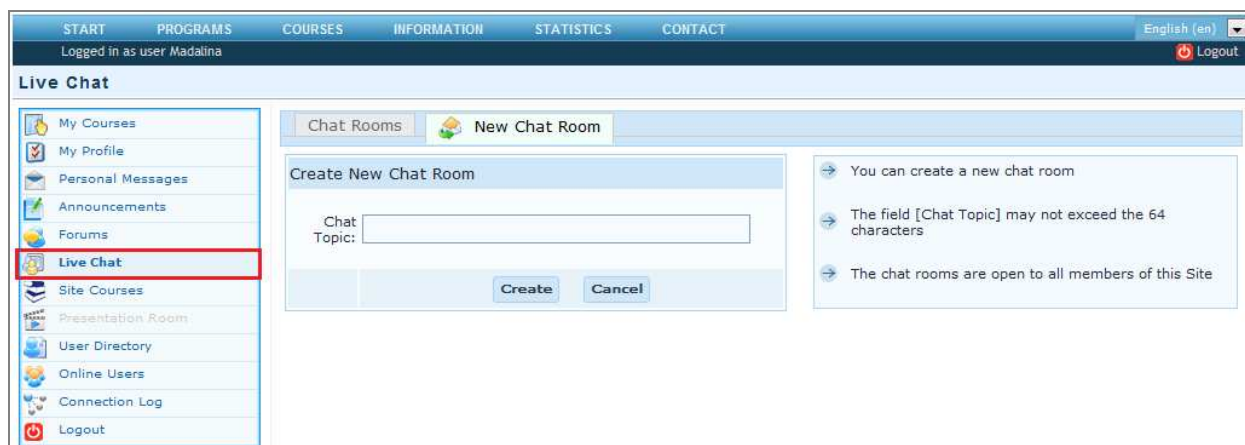 START PROGRAMS COURSES INFORMATION STATISTICS CONTACT English (en)
Logged in as user Madalina Logout
Live Chat
My Courses
My Profile
Personal Messages
Announcements
Forums
Live Chat
Site Courses
Presentation Room
User Directory
Online Users
Connection Log
Logout
Chat Rooms New Chat Room
Create New Chat Room
Chat
Topic:
Create Cancel
You can create a new chat room
The field [Chat Topic] may not exceed the 64
characters
The chat rooms are open to all members of this Site